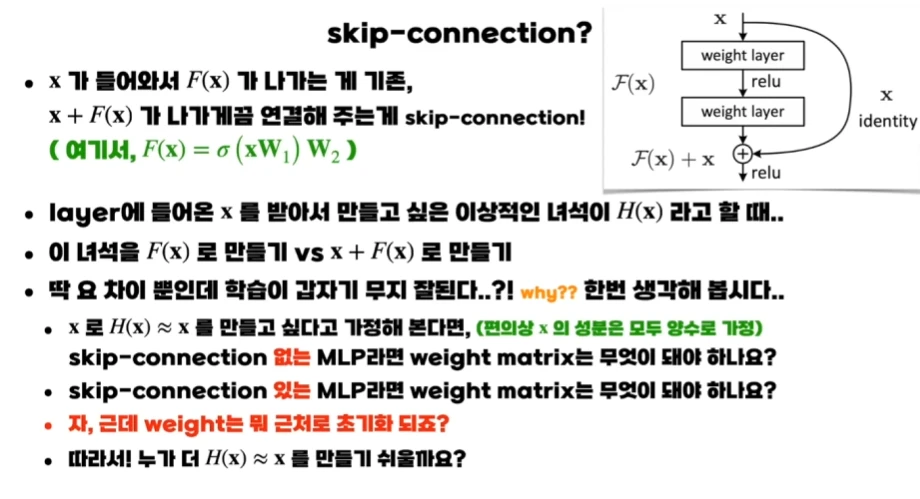 skip-connection?
• x 가 들어와서 F(x) 가 나가는 게 기존,
x + F(x) 가 나가게끔 연결해 주는게 skip-connection!
( 여기서, F(x) = σ (xW₁) W₂ )
x
weight layer
F(x)
relu
weight layer
x
identity
F(x) + x
relu
• layer에 들어온 x 를 받아서 만들고 싶은 이상적인 녀석이 H(x) 라고 할 때..
• 이 녀석을 F(x) 로 만들기 vs x + F(x) 로 만들기
• 딱 요 차이 뿐인데 학습이 갑자기 무지 잘된다..?! why?? 한번 생각해 봅시다..
• x 로 H(x) ≈ x 를 만들고 싶다고 가정해 본다면, (편의상 x 의 성분은 모두 양수로 가정)
skip-connection 없는 MLP라면 weight matrix는 무엇이 돼야 하나요?
• skip-connection 있는 MLP라면 weight matrix는 무엇이 돼야 하나요?
• 자, 근데 weight는 뭐 근처로 초기화 되죠?
• 따라서! 누가 더 H(x) ≈ x 를 만들기 쉬울까요?